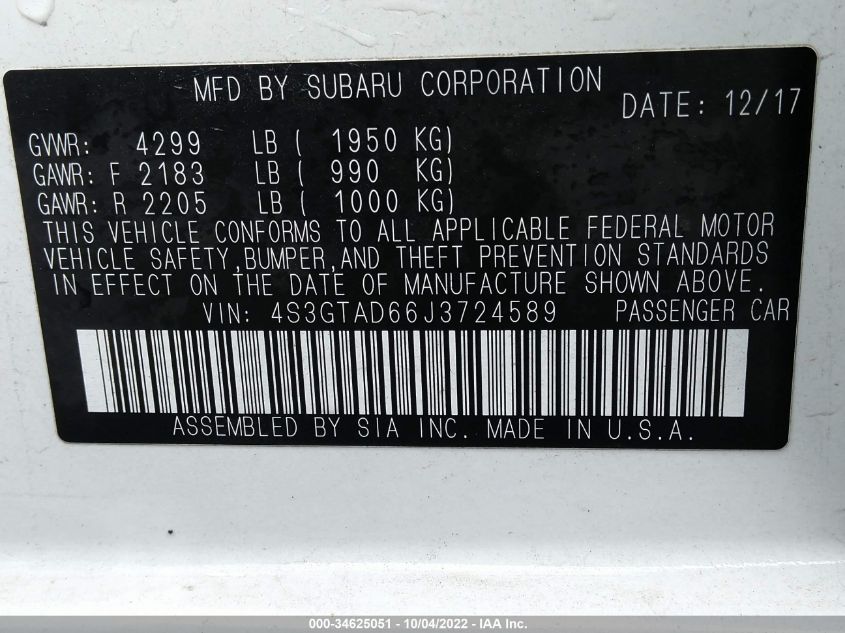 MFD BY SUBARU CORPORATION
DATE: 12/17
GVWR: 4299 LB ( 1950 KG)
GAWR: F 2183 LB ( 990 KG)
GAWR: R 2205 LB ( 1000 KG)
THIS VEHICLE CONFORMS TO ALL APPLICABLE FEDERAL MOTOR
VEHICLE SAFETY,BUMPER,AND THEFT PREVENTION STANDARDS
IN EFFECT ON THE DATE OF MANUFACTURE SHOWN ABOVE.
VIN: 4S3GTAD66J3724589 PASSENGER CAR
ASSEMBLED BY SIA INC. MADE IN U.S.A.
000-34625051 - 10/04/2022 - IAA Inc.